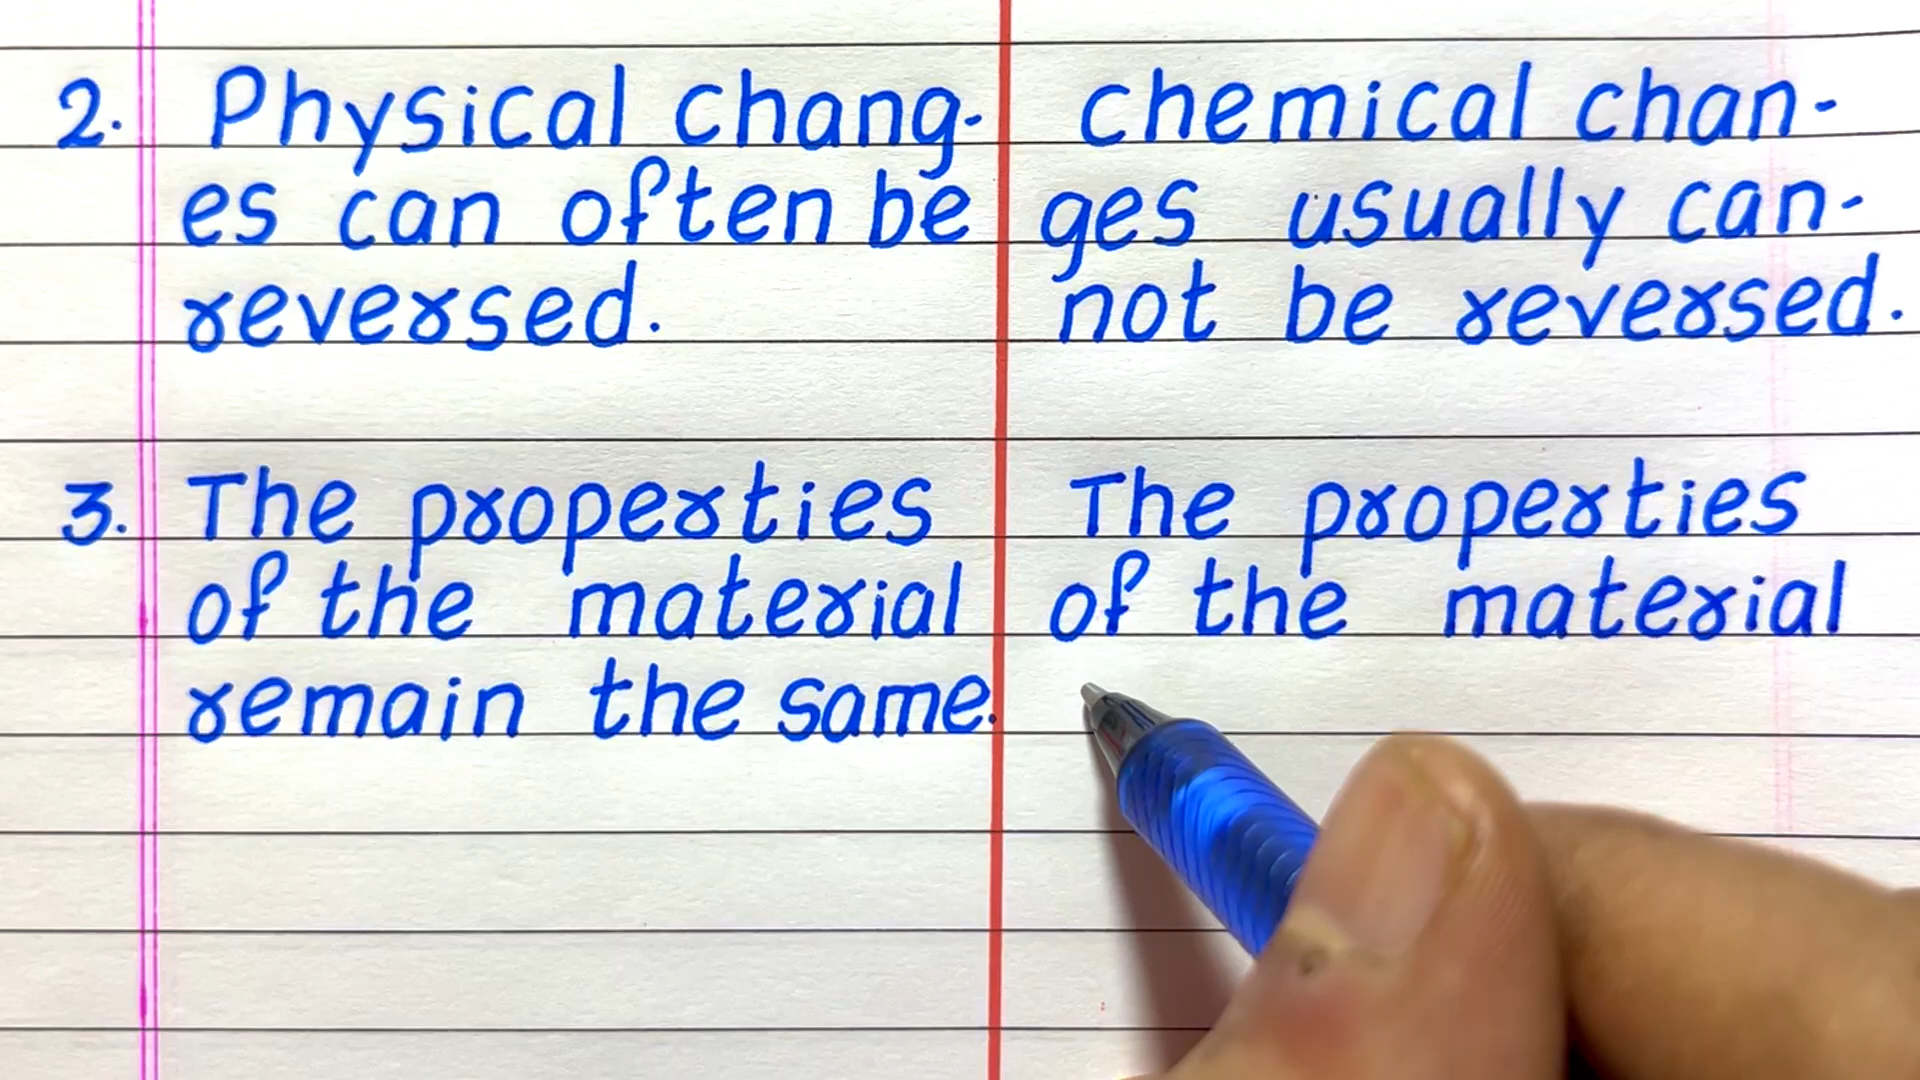 2. Physical chang-
es can often be
reversed.
chemical chan-
ges usually can-
not be reversed.
3. The properties
of the material
remain the same.
The properties
of the material